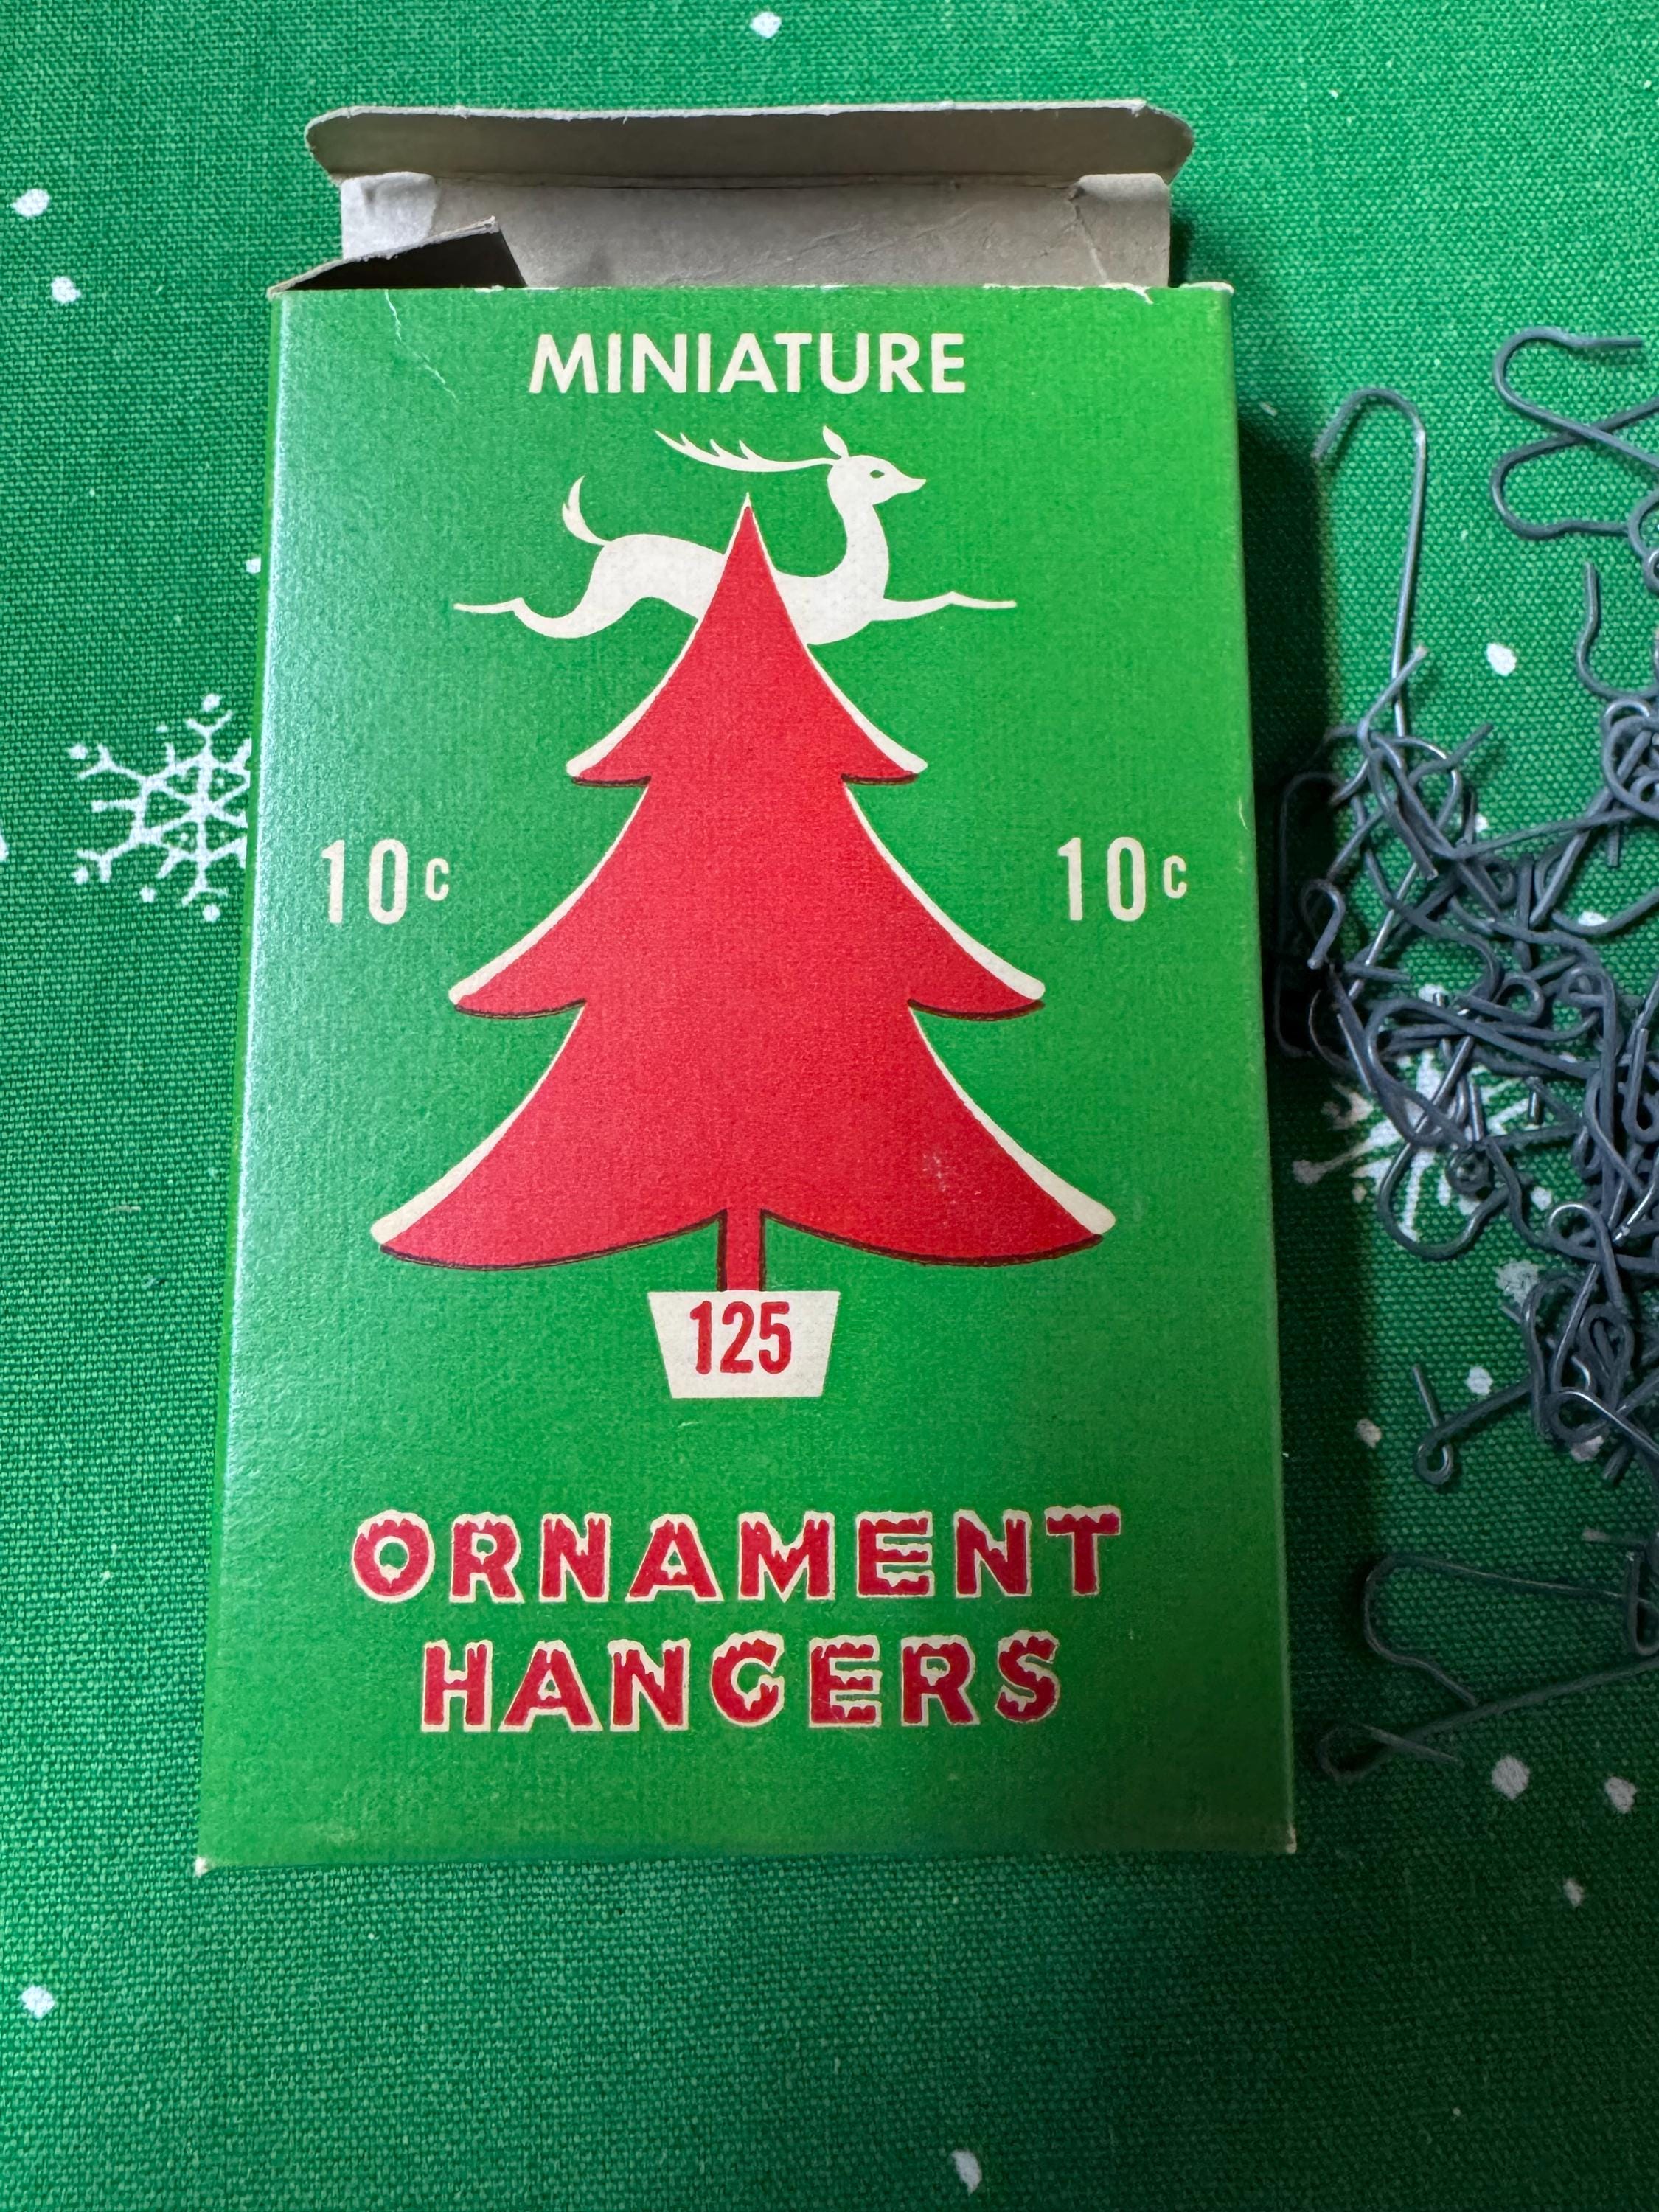 MINIATURE
10c 10c
125
ORNAMENT
HANGERS